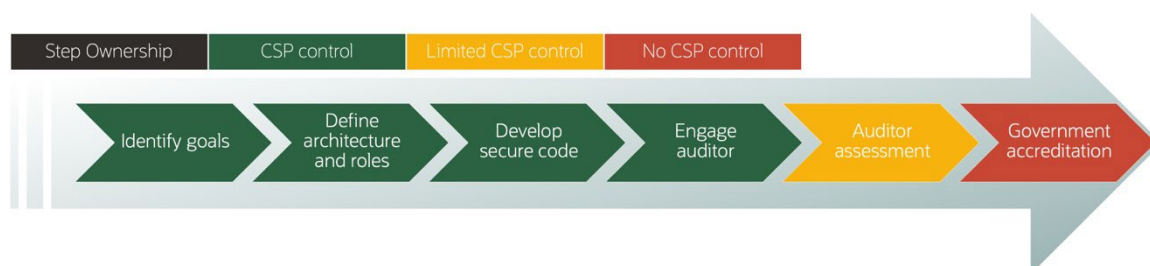 Step Ownership
CSP control
Limited CSP control
No CSP control
Identify goals
Define
architecture
and roles
Develop
secure code
Engage
auditor
Auditor
assessment
Government
accreditation